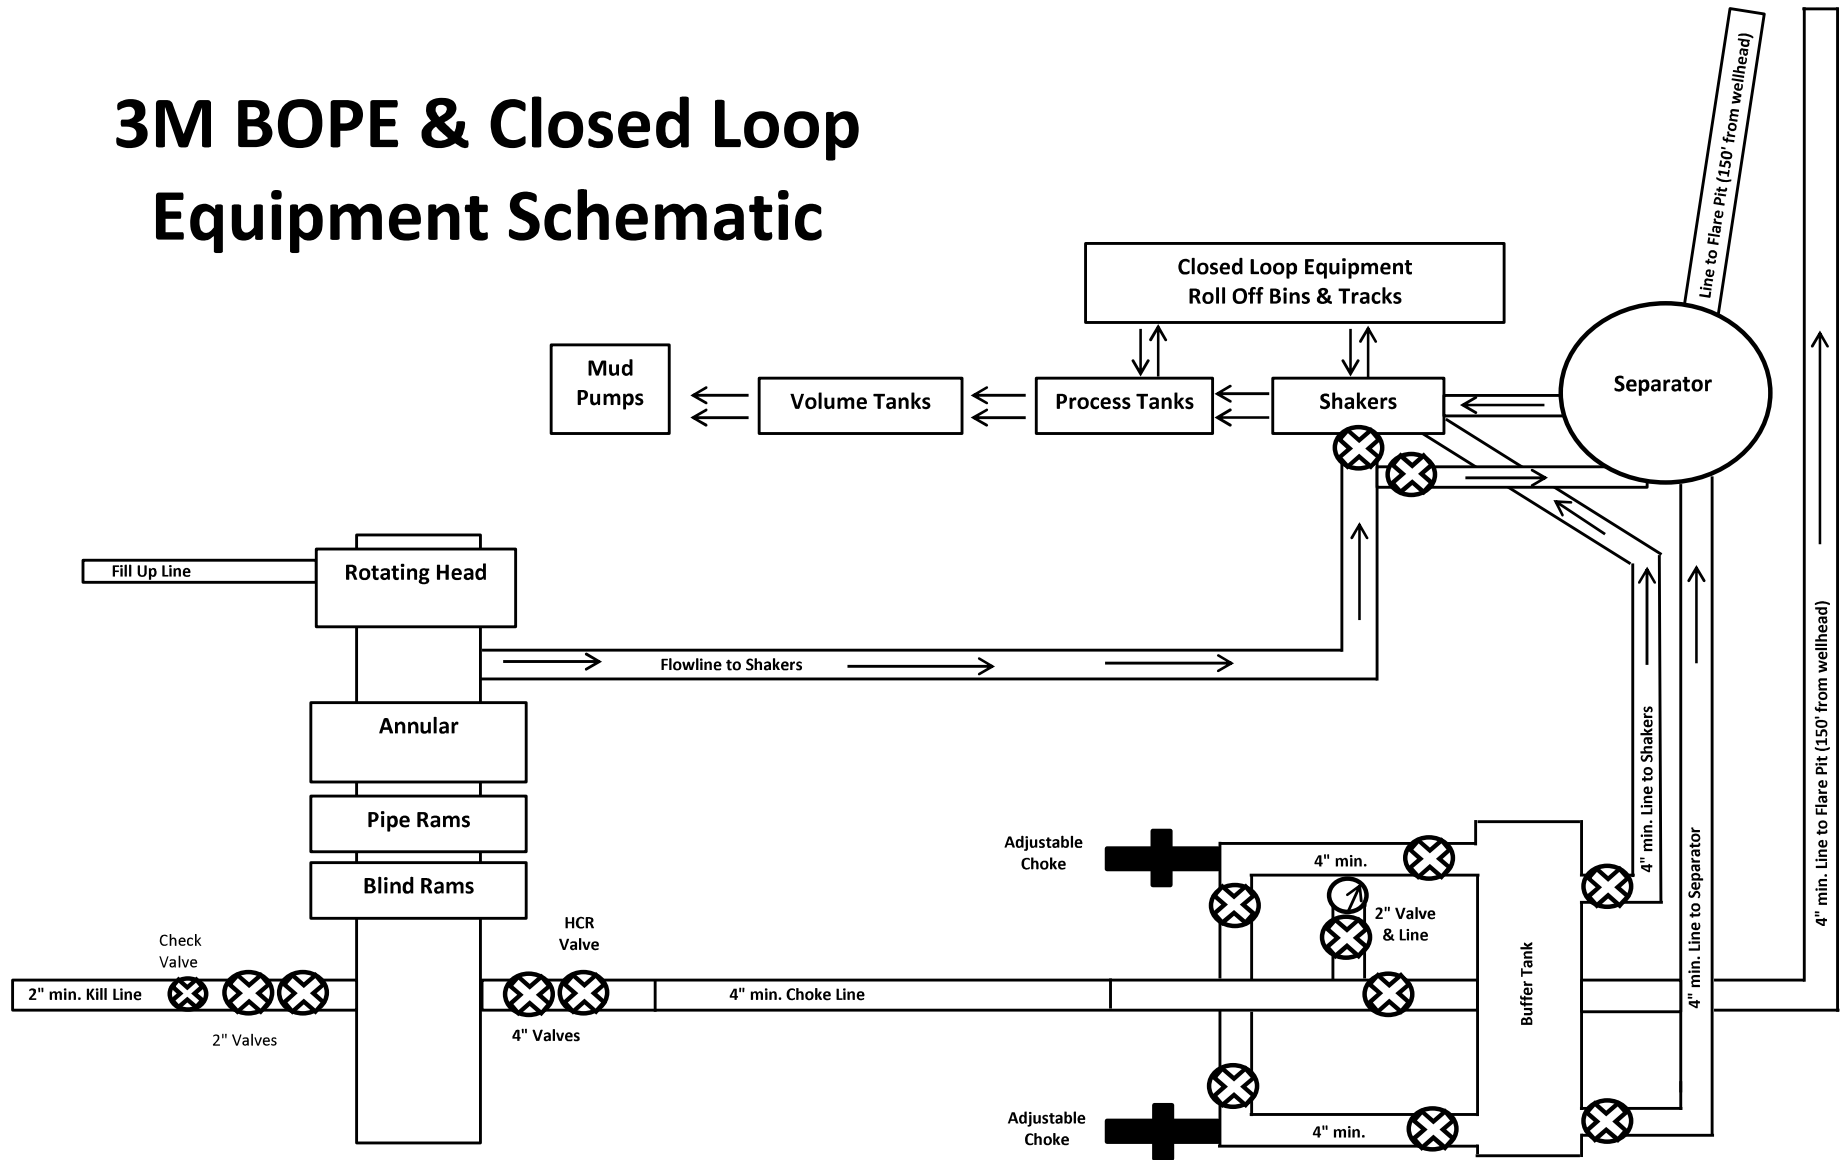 3M BOPE & Closed Loop
Equipment Schematic
Line to Flare Pit (150' from wellhead)
Closed Loop Equipment
Roll Off Bins & Tracks
Mud
Pumps
Volume Tanks
Process Tanks
Shakers
Separator
Fill Up Line
Rotating Head
Flowline to Shakers
Annular
Pipe Rams
Blind Rams
Check
Valve
2" min. Kill Line
2" Valves
HCR
Valve
4" Valves
4" min. Choke Line
Adjustable
Choke
4" min.
2" Valve
& Line
Adjustable
Choke
4" min.
Buffer Tank
4" min. Line to Shakers
4" min. Line to Separator
4" min. Line to Flare Pit (150' from wellhead)